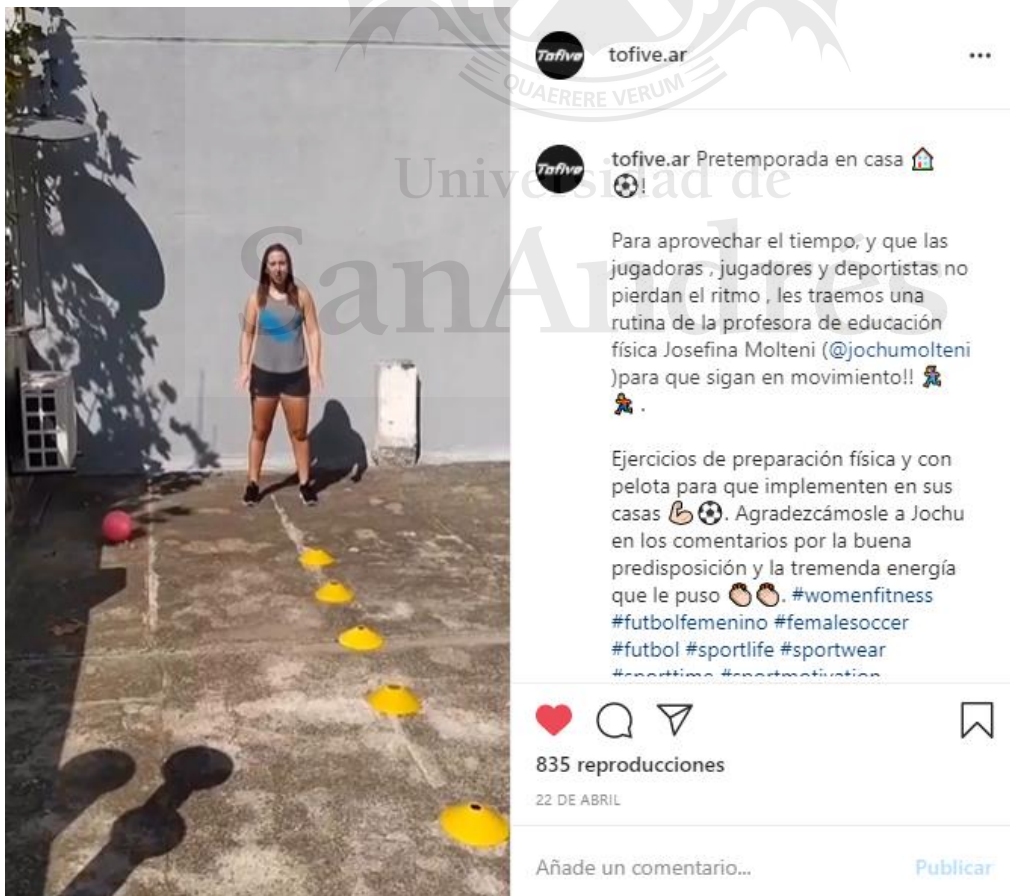 QUAERERE VERUM
Universidad de
SanAndrés
Tofive
tofive.ar
Tofive
tofive.ar Pretemporada en casa 🏠
⚽!
Para aprovechar el tiempo, y que las
jugadoras , jugadores y deportistas no
pierdan el ritmo , les traemos una
rutina de la profesora de educación
física Josefina Molteni (@jochumolteni
)para que sigan en movimiento!! 🏃
🏃 .
Ejercicios de preparación física y con
pelota para que implementen en sus
casas 💪🏻⚽. Agradezcámosle a Jochu
en los comentarios por la buena
predisposición y la tremenda energía
que le puso 👏🏻👏🏻. #womenfitness
#futbolfemenino #femalesoccer
#futbol #sportlife #sportwear
#sporttime #sportmotivation
835 reproducciones
22 DE ABRIL
Añade un comentario...
Publicar